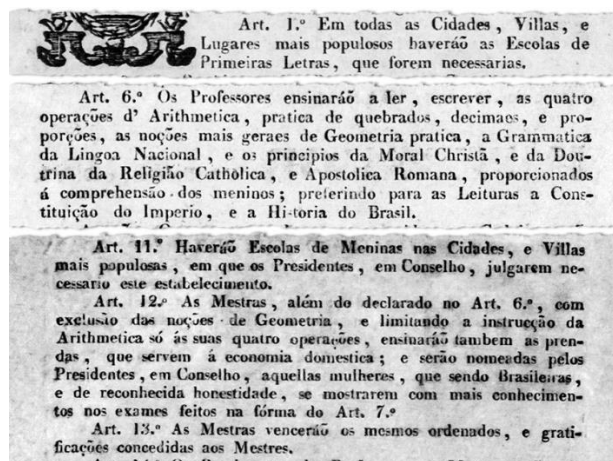 Art. 1.º Em todas as Cidades, Villas, e
Lugares mais populosos haveráõ as Escolas de
Primeiras Letras, que forem necessarias.
Art. 6.º Os Professores ensinaráõ a ler, escrever, as quatro
operações d' Arithmetica, pratica de quebrados, decimaes, e pro-
porções, as noções mais geraes de Geometria pratica, a Grammatica
da Lingoa Nacional, e os principios da Moral Christã, e da Dou-
trina da Religião Catholica, e Apostolica Romana, proporcionados
á comprehensão dos meninos; preferindo para as Leituras a Cons-
tituição do Imperio, e a Historia do Brasil.
Art. 11.º Haveráõ Escolas de Meninas nas Cidades, e Villas
mais populosas, em que os Presidentes, em Conselho, julgarem ne-
cessario este estabelecimento.
Art. 12.º As Mestras, além do declarado no Art. 6.º, com
exclusão das noções de Geometria, e limitando a instrucção da
Arithmetica só ás suas quatro operações, ensinaráõ tambem as pren-
das, que servem á economia domestica; e serão nomeadas pelos
Presidentes, em Conselho, aquellas mulheres, que sendo Brasileiras,
e de reconhecida honestidade, se mostrarem com mais conhecimen-
tos nos exames feitos na fórma do Art. 7.º
Art. 13.º As Mestras venceráõ os mesmos ordenados, e grati-
ficações concedidas aos Mestres.